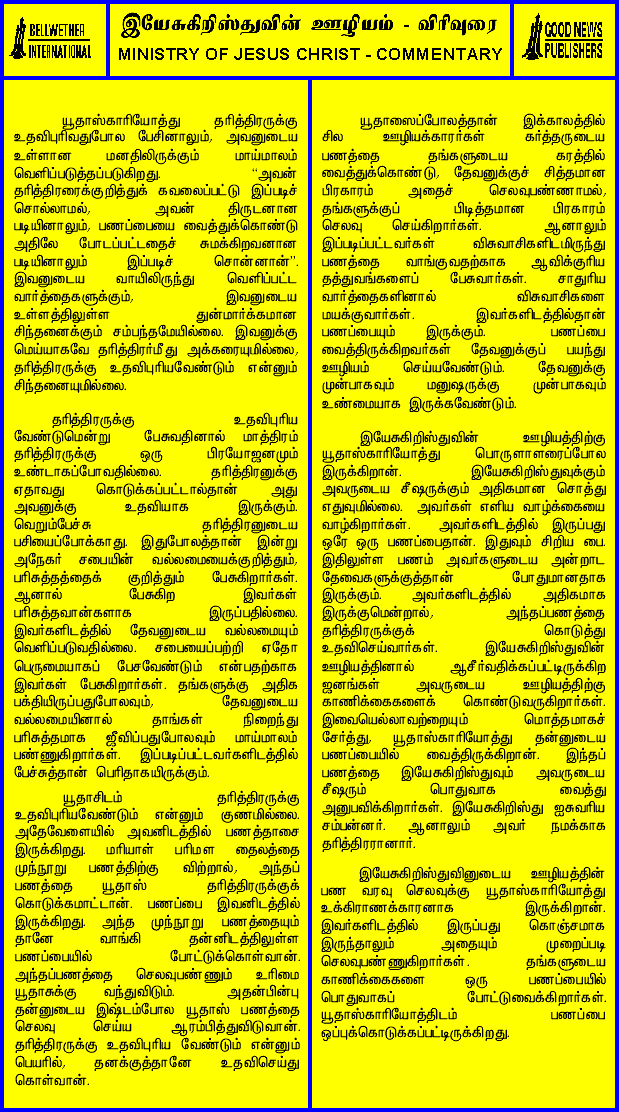 BELLWETHER
INTERNATIONAL
இயேசுகிறிஸ்துவின் ஊழியம் - விரிவுரை
MINISTRY OF JESUS CHRIST - COMMENTARY
GOOD NEWS
PUBLISHERS
யூதாஸ்காரியோத்து தரித்திரருக்கு
உதவிபுரிவதுபோல பேசினாலும், அவனுடைய
உள்ளான மனதிலிருக்கும் மாய்மாலம்
வெளிப்படுத்தப்படுகிறது. “அவன்
தரித்திரரைக்குறித்துக் கவலைப்பட்டு இப்படிச்
சொல்லாமல், அவன் திருடனான
படியினாலும், பணப்பையை வைத்துக்கொண்டு
அதிலே போடப்பட்டதைச் சுமக்கிறவனான
படியினாலும் இப்படிச் சொன்னான்”.
இவனுடைய வாயிலிருந்து வெளிப்பட்ட
வார்த்தைகளுக்கும், இவனுடைய
உள்ளத்திலுள்ள துன்மார்க்கமான
சிந்தனைக்கும் சம்பந்தமேயில்லை. இவனுக்கு
மெய்யாகவே தரித்திரர்மீது அக்கரையுமில்லை,
தரித்திரருக்கு உதவிபுரியவேண்டும் என்னும்
சிந்தனையுமில்லை.
தரித்திரருக்கு உதவிபுரிய
வேண்டுமென்று பேசுவதினால் மாத்திரம்
தரித்திரருக்கு ஒரு பிரயோஜனமும்
உண்டாகப்போவதில்லை. தரித்திரனுக்கு
ஏதாவது கொடுக்கப்பட்டால்தான் அது
அவனுக்கு உதவியாக இருக்கும்.
வெறும்பேச்சு தரித்திரனுடைய
பசியைப்போக்காது. இதுபோலத்தான் இன்று
அநேகர் சபையின் வல்லமையைக்குறித்தும்,
பரிசுத்தத்தைக் குறித்தும் பேசுகிறார்கள்.
ஆனால் பேசுகிற இவர்கள்
பரிசுத்தவான்களாக இருப்பதில்லை.
இவர்களிடத்தில் தேவனுடைய வல்லமையும்
வெளிப்படுவதில்லை. சபையைப்பற்றி ஏதோ
பெருமையாகப் பேசவேண்டும் என்பதற்காக
இவர்கள் பேசுகிறார்கள். தங்களுக்கு அதிக
பக்தியிருப்பதுபோலவும், தேவனுடைய
வல்லமையினால் தாங்கள் நிறைந்து
பரிசுத்தமாக ஜீவிப்பதுபோலவும் மாய்மாலம்
பண்ணுகிறார்கள். இப்படிப்பட்டவர்களிடத்தில்
பேச்சுத்தான் பெரிதாகயிருக்கும்.
யூதாசிடம் தரித்திரருக்கு
உதவிபுரியவேண்டும் என்னும் குணமில்லை.
அதேவேளையில் அவனிடத்தில் பணத்தாசை
இருக்கிறது. மரியாள் பரிமள தைலத்தை
முந்நூறு பணத்திற்கு விற்றால், அந்தப்
பணத்தை யூதாஸ் தரித்திரருக்குக்
கொடுக்கமாட்டான். பணப்பை இவனிடத்தில்
இருக்கிறது. அந்த முந்நூறு பணத்தையும்
தானே வாங்கி தன்னிடத்திலுள்ள
பணப்பையில் போட்டுக்கொள்வான்.
அந்தப்பணத்தை செலவுபண்ணும் உரிமை
யூதாசுக்கு வந்துவிடும். அதன்பின்பு
தன்னுடைய இஷ்டம்போல யூதாஸ் பணத்தை
செலவு செய்ய ஆரம்பித்துவிடுவான்.
தரித்திரருக்கு உதவிபுரிய வேண்டும் என்னும்
பெயரில், தனக்குத்தானே உதவிசெய்து
கொள்வான்.
யூதாஸைப்போலத்தான் இக்காலத்தில்
சில ஊழியக்காரர்கள் கர்த்தருடைய
பணத்தை தங்களுடைய கரத்தில்
வைத்துக்கொண்டு, தேவனுக்குச் சித்தமான
பிரகாரம் அதைச் செலவுபண்ணாமல்,
தங்களுக்குப் பிடித்தமான பிரகாரம்
செலவு செய்கிறார்கள். ஆனாலும்
இப்படிப்பட்டவர்கள் விசுவாசிகளிடமிருந்து
பணத்தை வாங்குவதற்காக ஆவிக்குரிய
தத்துவங்களைப் பேசுவார்கள். சாதுரிய
வார்த்தைகளினால் விசுவாசிகளை
மயக்குவார்கள். இவர்களிடத்தில்தான்
பணப்பையும் இருக்கும். பணப்பை
வைத்திருக்கிறவர்கள் தேவனுக்குப் பயந்து
ஊழியம் செய்யவேண்டும். தேவனுக்கு
முன்பாகவும் மனுஷருக்கு முன்பாகவும்
உண்மையாக இருக்கவேண்டும்.
இயேசுகிறிஸ்துவின் ஊழியத்திற்கு
யூதாஸ்காரியோத்து பொருளாளரைப்போல
இருக்கிறான். இயேசுகிறிஸ்துவுக்கும்
அவருடைய சீஷருக்கும் அதிகமான சொத்து
எதுவுமில்லை. அவர்கள் எளிய வாழ்க்கையை
வாழ்கிறார்கள். அவர்களிடத்தில் இருப்பது
ஒரே ஒரு பணப்பைதான். இதுவும் சிறிய பை.
இதிலுள்ள பணம் அவர்களுடைய அன்றாட
தேவைகளுக்குத்தான் போதுமானதாக
இருக்கும். அவர்களிடத்தில் அதிகமாக
இருக்குமென்றால், அந்தப்பணத்தை
தரித்திரருக்குக் கொடுத்து
உதவிசெய்வார்கள். இயேசுகிறிஸ்துவின்
ஊழியத்தினால் ஆசீர்வதிக்கப்பட்டிருக்கிற
ஜனங்கள் அவருடைய ஊழியத்திற்கு
காணிக்கைகளைக் கொண்டுவருகிறார்கள்.
இவையெல்லாவற்றையும் மொத்தமாகச்
சேர்த்து, யூதாஸ்காரியோத்து தன்னுடைய
பணப்பையில் வைத்திருக்கிறான். இந்தப்
பணத்தை இயேசுகிறிஸ்துவும் அவருடைய
சீஷரும் பொதுவாக வைத்து
அனுபவிக்கிறார்கள். இயேசுகிறிஸ்து ஐசுவரிய
சம்பன்னர். ஆனாலும் அவர் நமக்காக
தரித்திரரானார்.
இயேசுகிறிஸ்துவினுடைய ஊழியத்தின்
பண வரவு செலவுக்கு யூதாஸ்காரியோத்து
உக்கிராணக்காரனாக இருக்கிறான்.
இவர்களிடத்தில் இருப்பது கொஞ்சமாக
இருந்தாலும் அதையும் முறைப்படி
செலவுபண்ணுகிறார்கள். தங்களுடைய
காணிக்கைகளை ஒரு பணப்பையில்
பொதுவாகப் போட்டுவைக்கிறார்கள்.
யூதாஸ்காரியோத்திடம் பணப்பை
ஒப்புக்கொடுக்கப்பட்டிருக்கிறது.